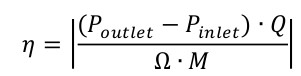 η = |((P_outlet − P_inlet) · Q) / (Ω · M)|